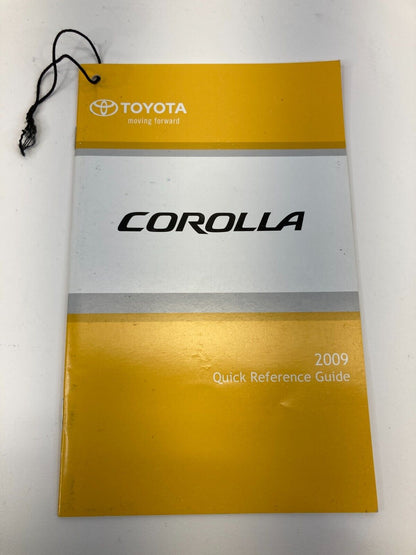 TOYOTA
moving forward
COROLLA
2009
Quick Reference Guide